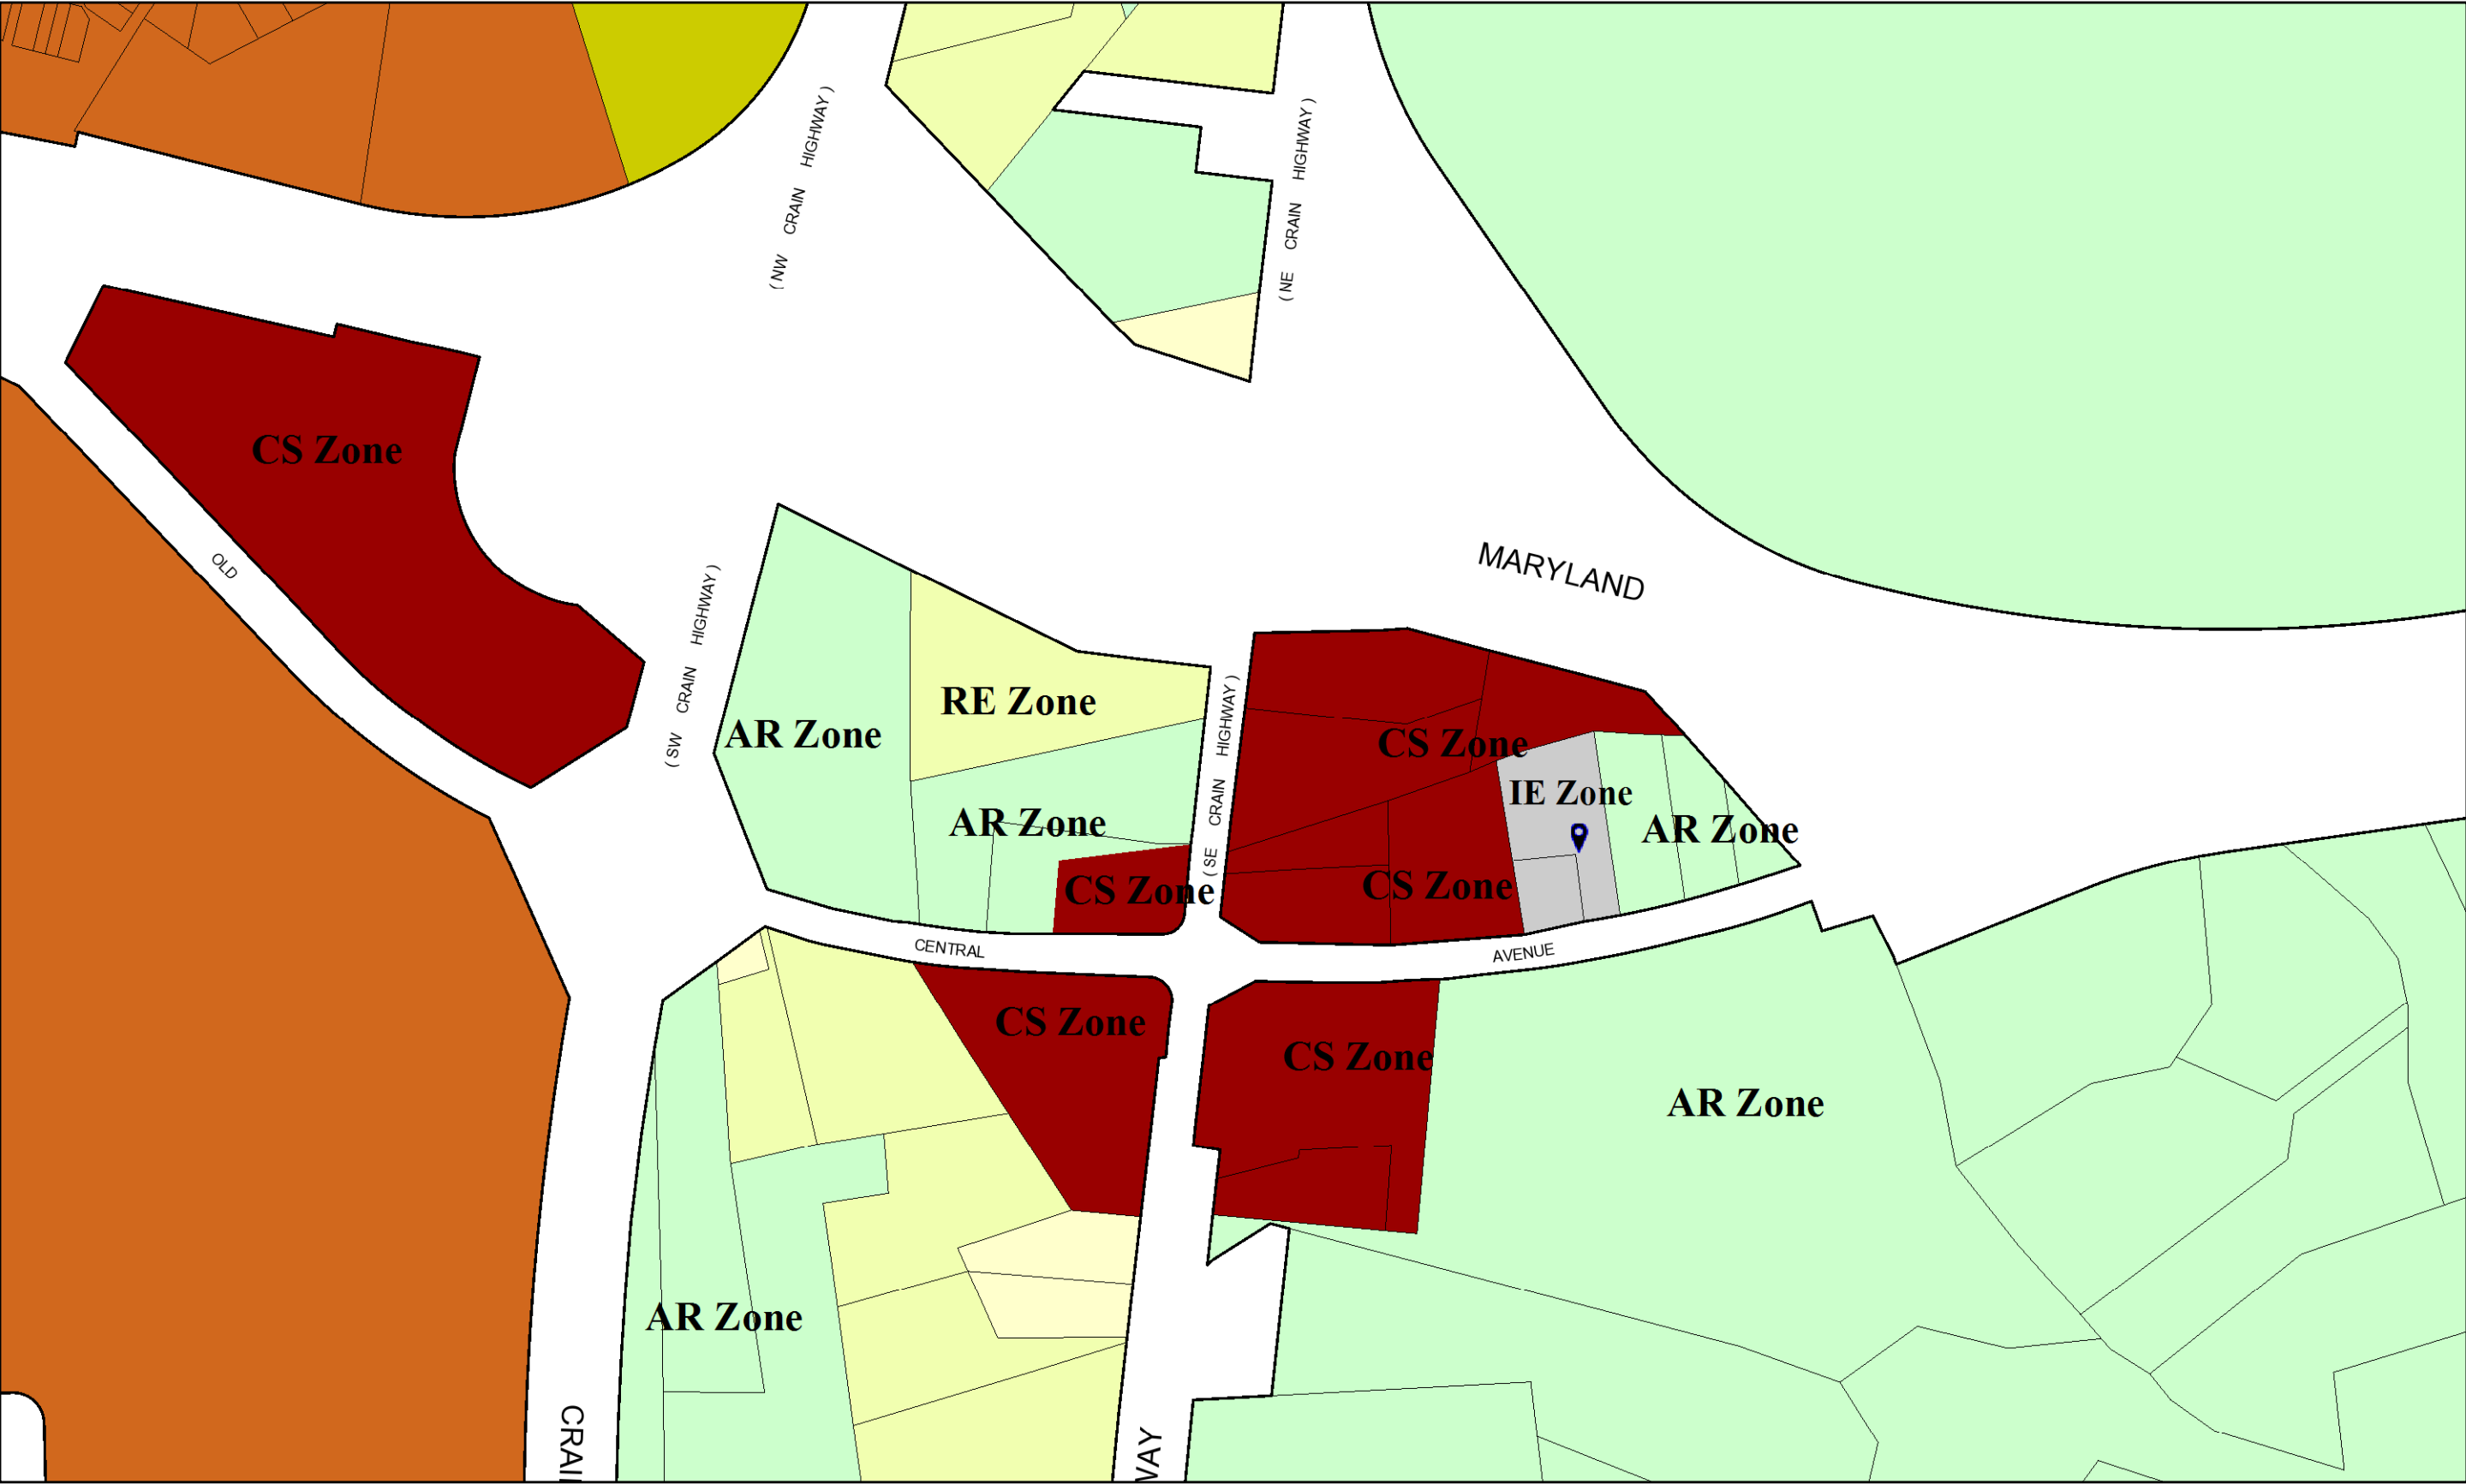 ( NW CRAIN HIGHWAY )
( NE CRAIN HIGHWAY )
CS Zone
OLD
MARYLAND
( SW CRAIN HIGHWAY )
RE Zone
AR Zone
( SE CRAIN HIGHWAY )
CS Zone
IE Zone
AR Zone
AR Zone
CS Zone
CS Zone
CENTRAL
AVENUE
CS Zone
CS Zone
AR Zone
AR Zone
CRAI
WAY